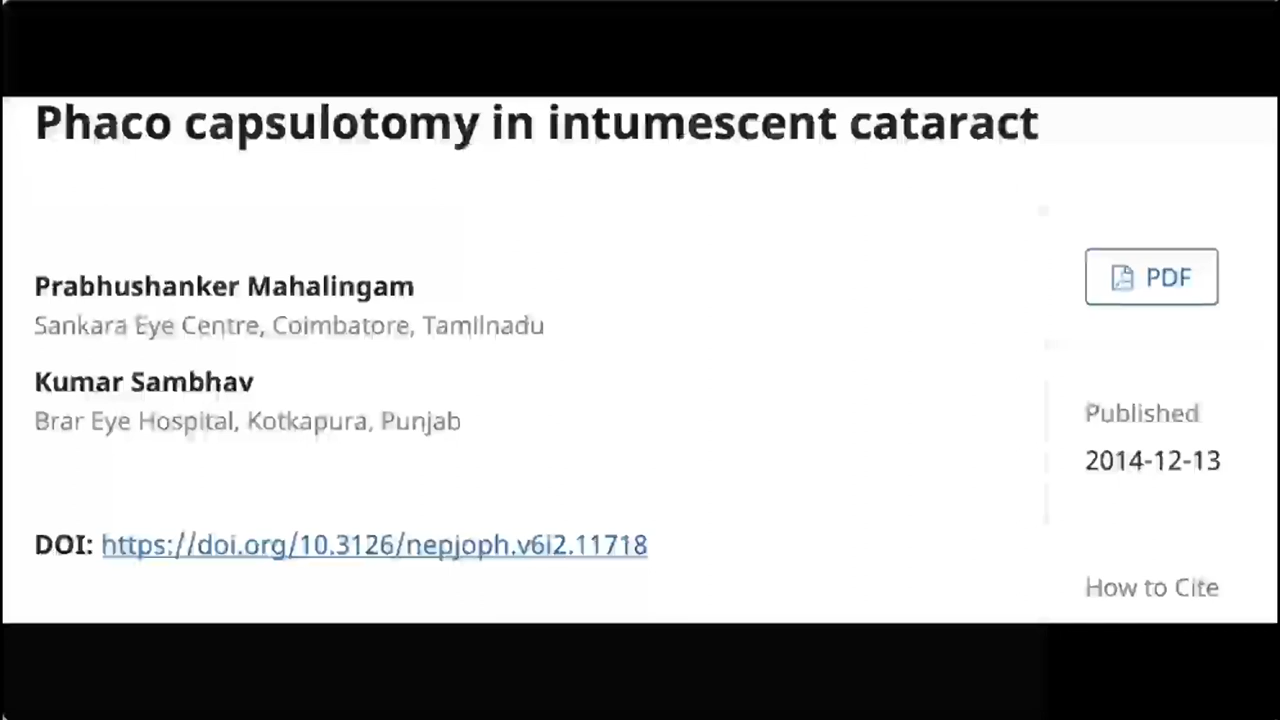 Phaco capsulotomy in intumescent cataract
Prabhushanker Mahalingam
Sankara Eye Centre, Coimbatore, Tamilnadu
Kumar Sambhav
Brar Eye Hospital, Kotkapura, Punjab
DOI: https://doi.org/10.3126/nepjoph.v6i2.11718
PDF
Published
2014-12-13
How to Cite